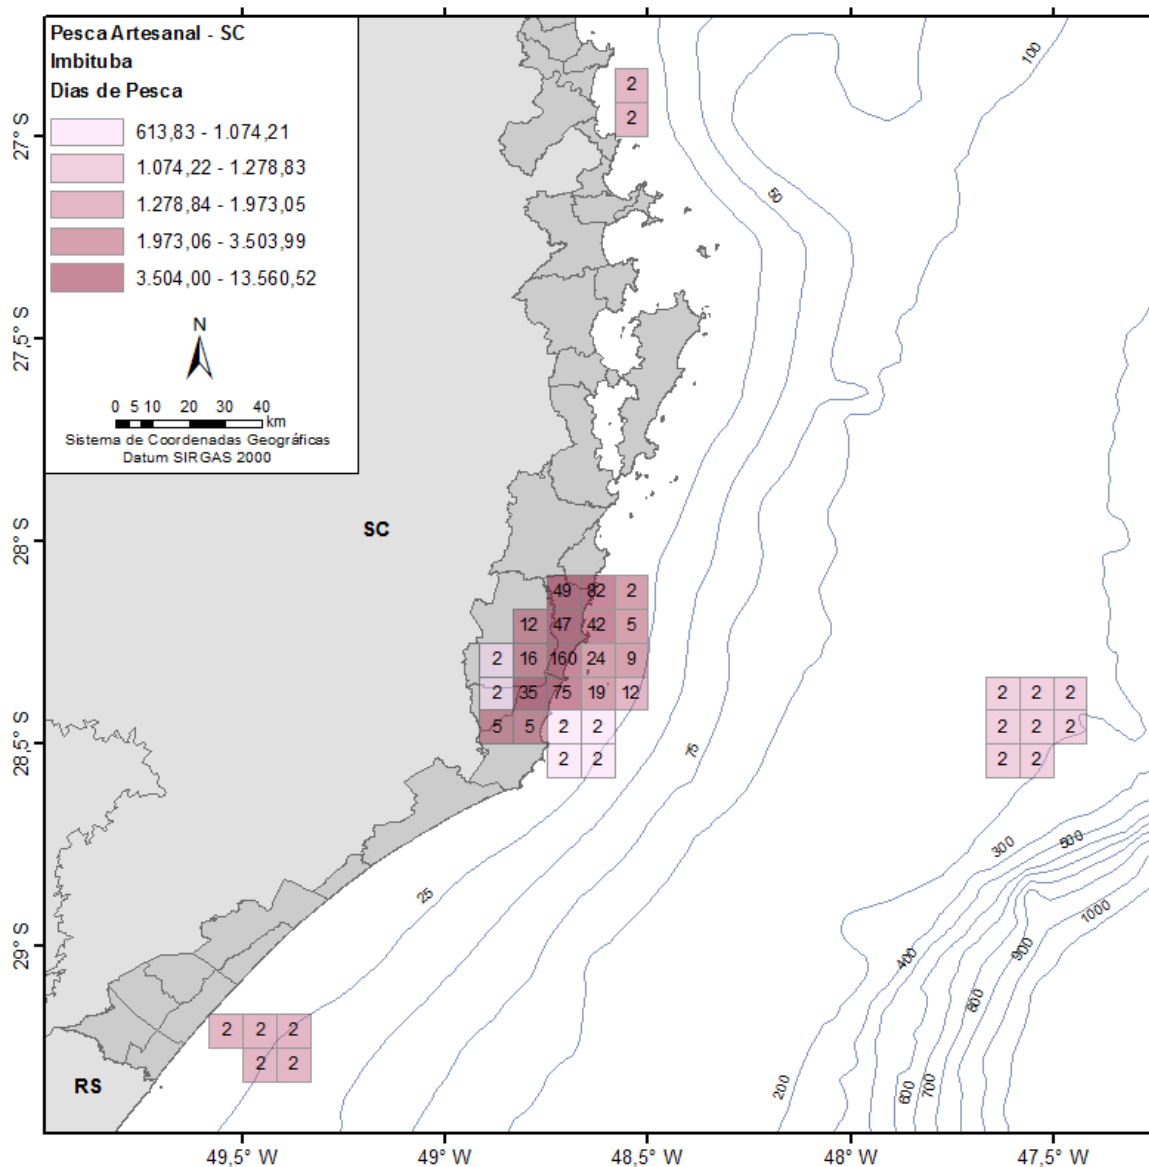 Pesca Artesanal - SC
Imbituba
Dias de Pesca
613,83 - 1.074,21
1.074,22 - 1.278,83
1.278,84 - 1.973,05
1.973,06 - 3.503,99
3.504,00 - 13.560,52
N
0 5 10 20 30 40
km
Sistema de Coordenadas Geográficas
Datum SIRGAS 2000
100
2
2
50
27° S
27,5° S
SC
28° S
49 82 2
12 47 42 5
2 16 160 24 9
2 35 75 19 12
5 5 2 2
2 2
2 2 2
2 2 2
2 2
28,5° S
75
300
500
1000
25
29° S
400
900
800
2 2 2
2 2
RS
200
600
700
49,5° W
49° W
48,5° W
48° W
47,5° W